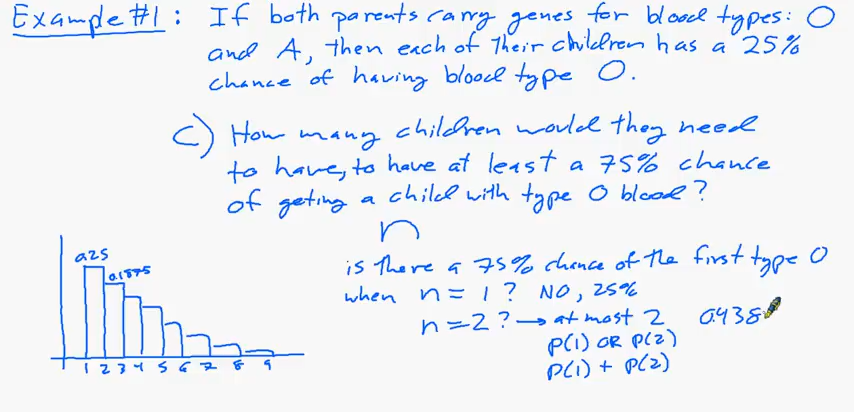 Example #1: If both parents carry genes for blood types: O
and A, then each of their children has a 25%
chance of having blood type O.
c) How many children would they need
to have, to have at least a 75% chance
of geting a child with type O blood?
n
is there a 75% chance of the first type O
when n = 1? NO, 25%
n = 2? → at most 2 0.438
P(1) OR P(2)
P(1) + P(2)
0.25
0.1875
1 2 3 4 5 6 7 8 9